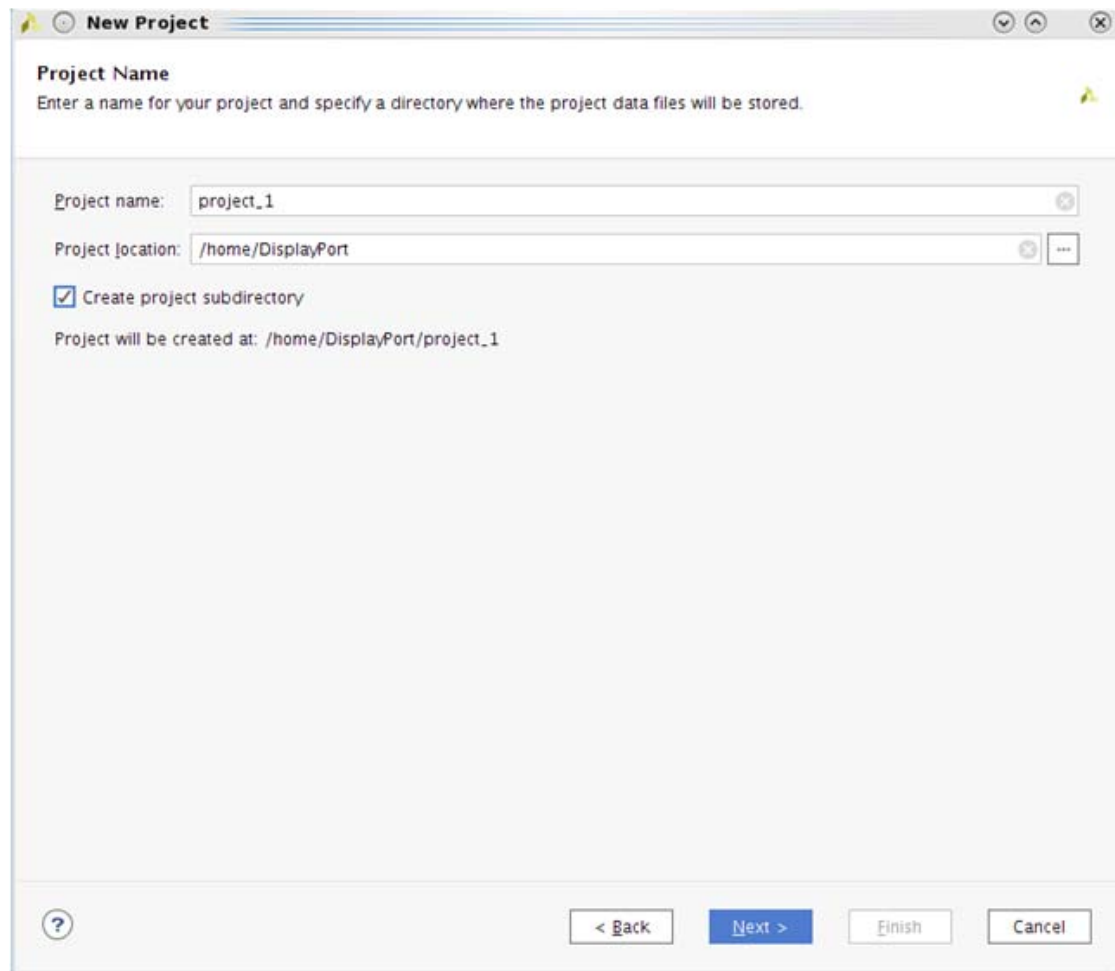 New Project
Project Name
Enter a name for your project and specify a directory where the project data files will be stored.
Project name: project_1
Project location: /home/DisplayPort ...
Create project subdirectory
Project will be created at: /home/DisplayPort/project_1
? < Back Next > Finish Cancel